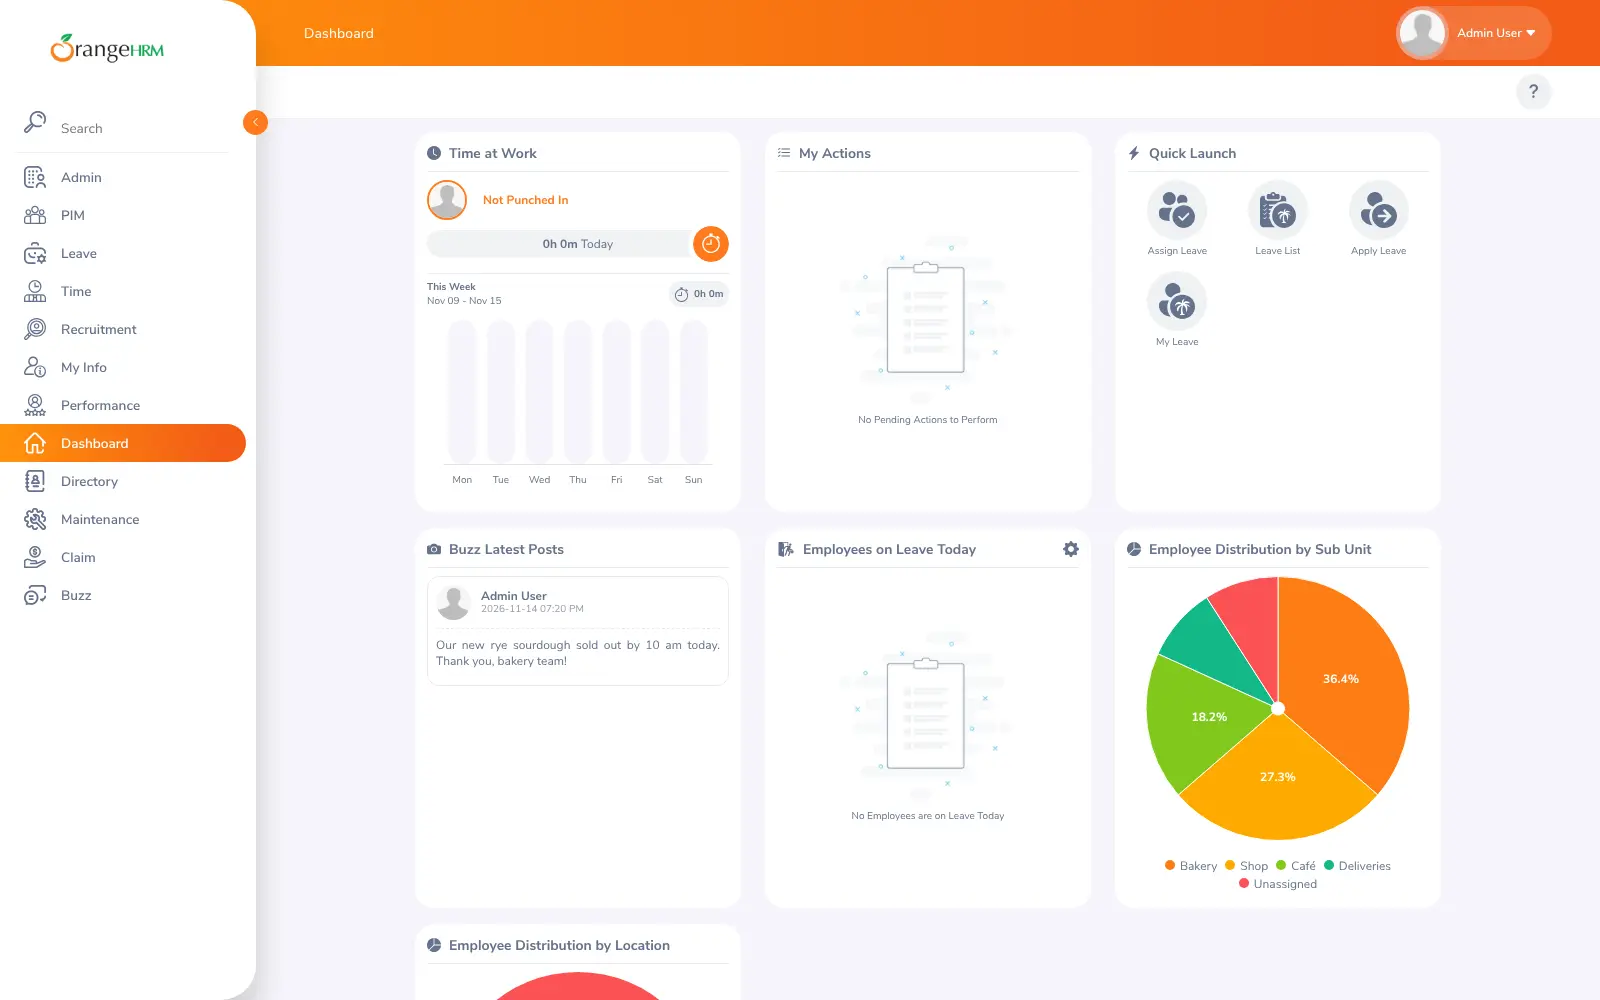 OrangeHRM
Dashboard
Admin User
?
Search
Admin
PIM
Leave
Time
Recruitment
My Info
Performance
Dashboard
Directory
Maintenance
Claim
Buzz
Time at Work
Not Punched In
0h 0m Today
This Week
Nov 09 - Nov 15
0h 0m
Mon Tue Wed Thu Fri Sat Sun
My Actions
No Pending Actions to Perform
Quick Launch
Assign Leave Leave List Apply Leave
My Leave
Buzz Latest Posts
Admin User
2026-11-14 07:20 PM
Our new rye sourdough sold out by 10 am today.
Thank you, bakery team!
Employees on Leave Today
No Employees are on Leave Today
Employee Distribution by Sub Unit
36.4%
18.2%
27.3%
Bakery Shop Café Deliveries
Unassigned
Employee Distribution by Location